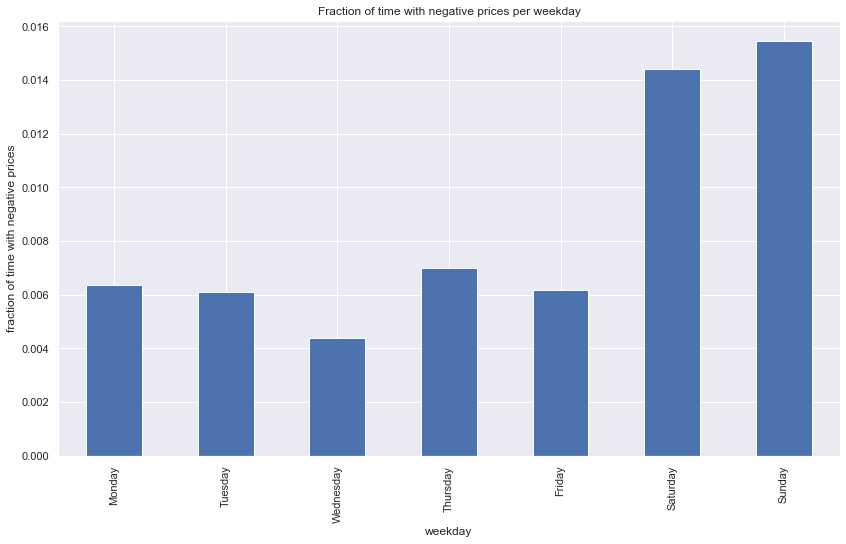 Fraction of time with negative prices per weekday
fraction of time with negative prices
0.016
0.014
0.012
0.010
0.008
0.006
0.004
0.002
0.000
Monday
Tuesday
Wednesday
Thursday
Friday
Saturday
Sunday
weekday